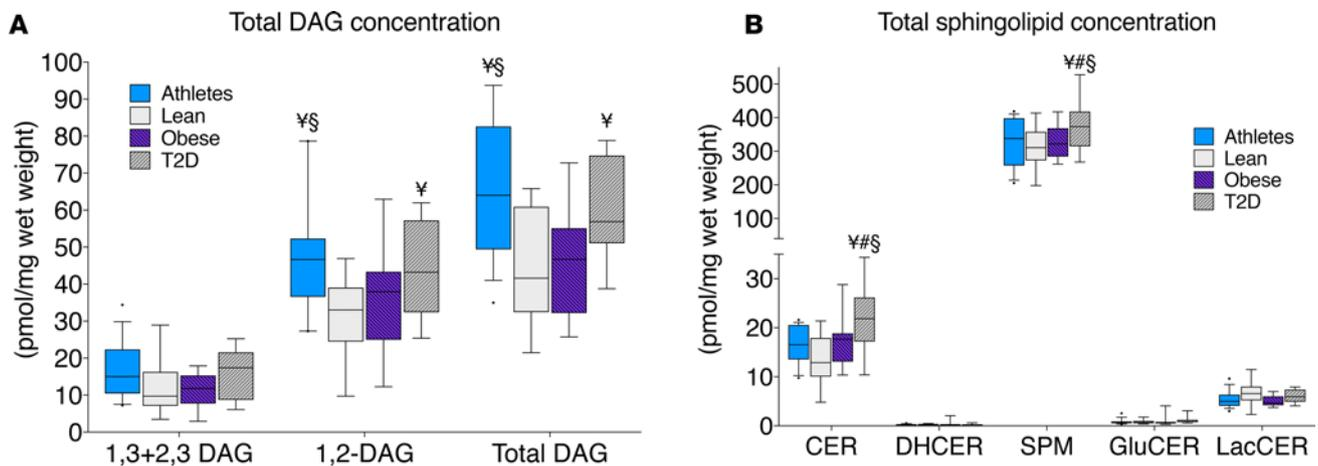 A
Total DAG concentration
(pmol/mg wet weight)
100
90
80
70
60
50
40
30
20
10
0
Athletes
Lean
Obese
T2D
¥§
¥
¥§
¥
1,3+2,3 DAG
1,2-DAG
Total DAG
B
Total sphingolipid concentration
(pmol/mg wet weight)
500
400
300
200
100
30
20
10
0
¥#§
¥#§
Athletes
Lean
Obese
T2D
CER
DHCER
SPM
GluCER
LacCER